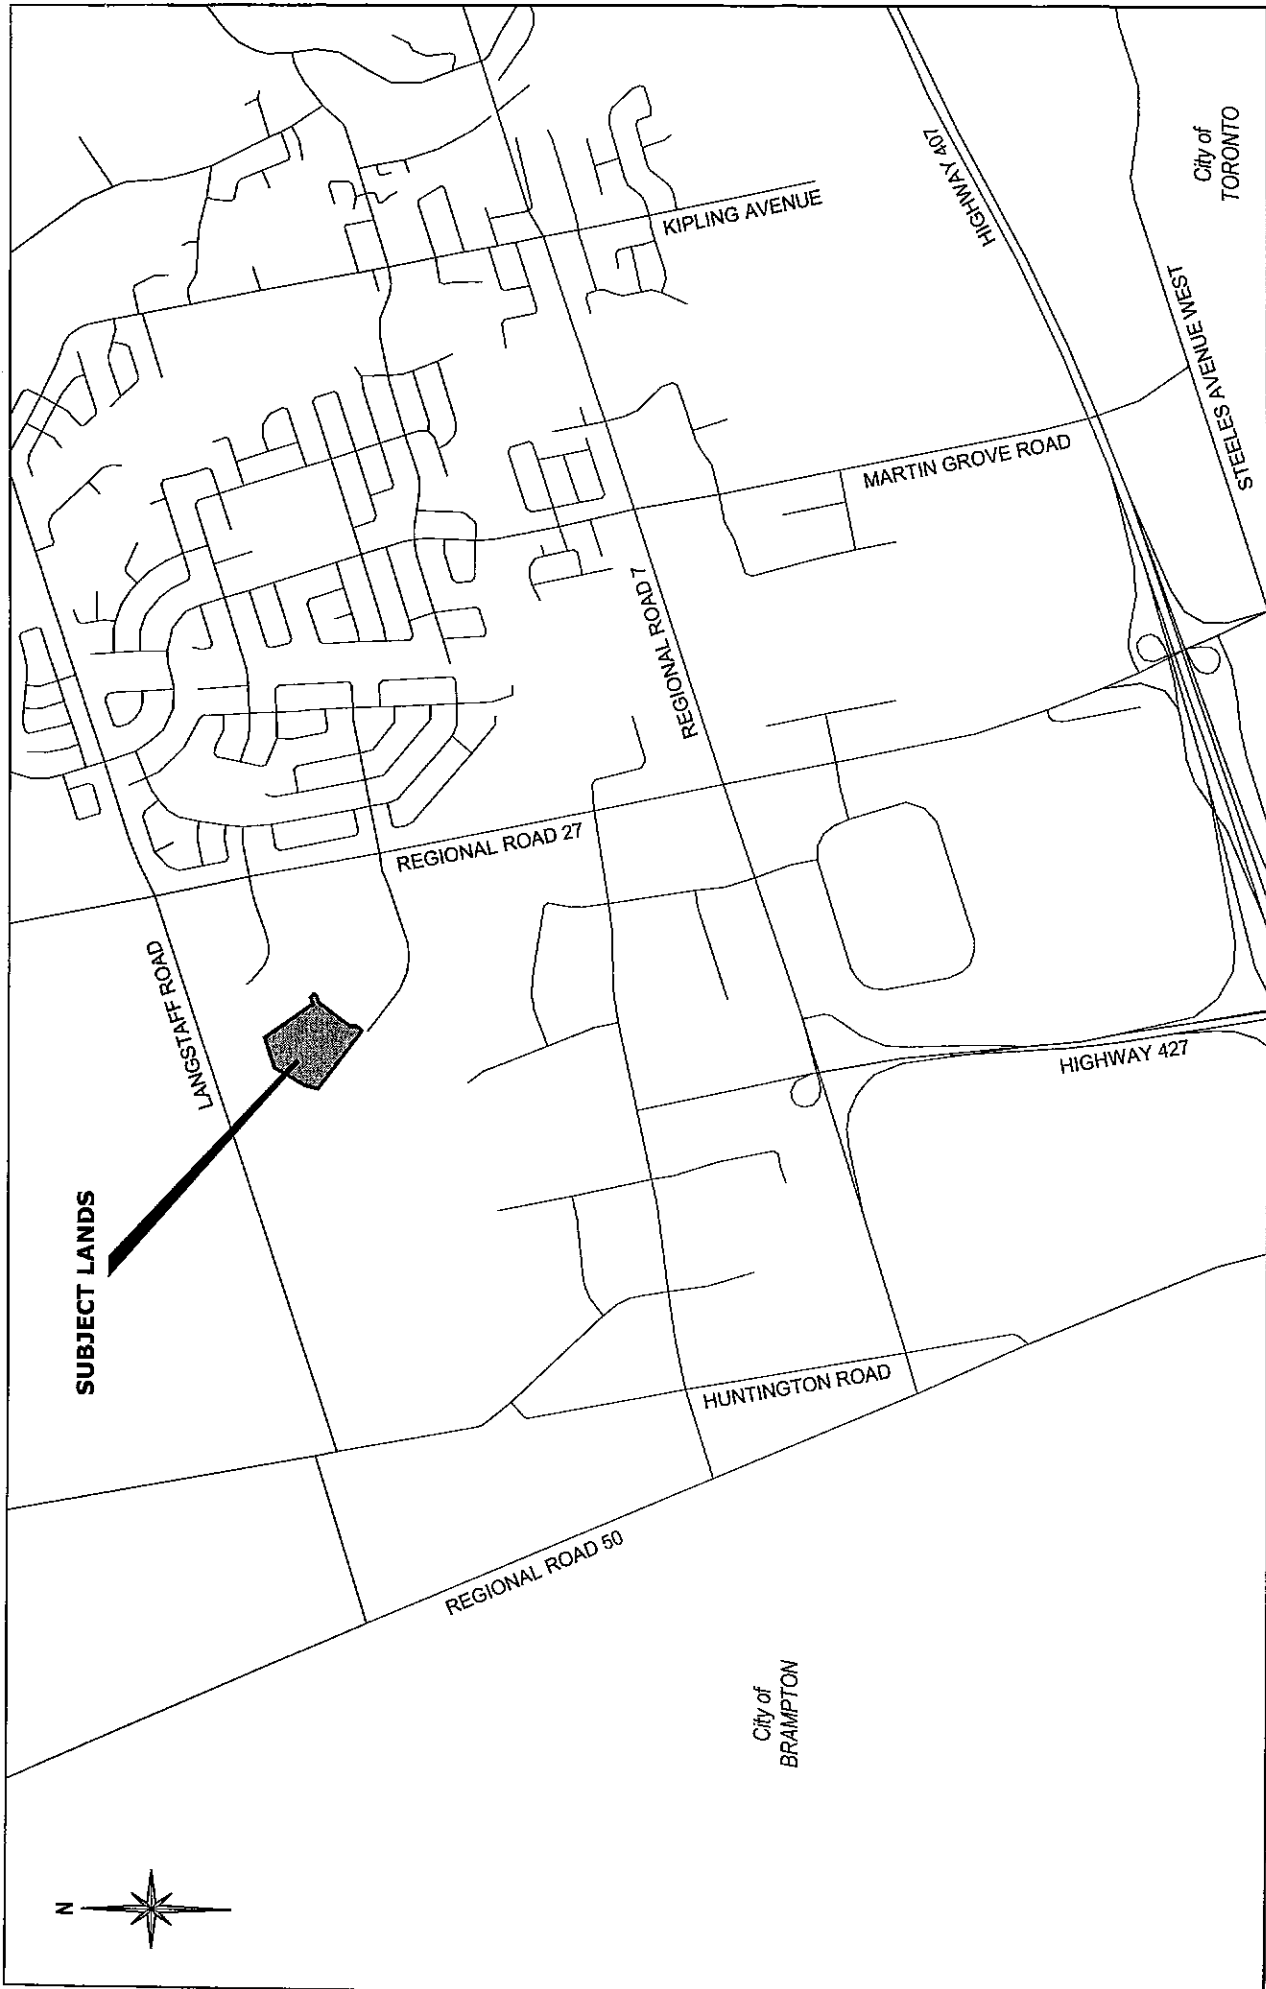 N
SUBJECT LANDS
LANGSTAFF ROAD
REGIONAL ROAD 27
REGIONAL ROAD 7
KIPLING AVENUE
MARTIN GROVE ROAD
HIGHWAY 407
STEELES AVENUE WEST
City of
TORONTO
HIGHWAY 427
HUNTINGTON ROAD
REGIONAL ROAD 50
City of
BRAMPTON